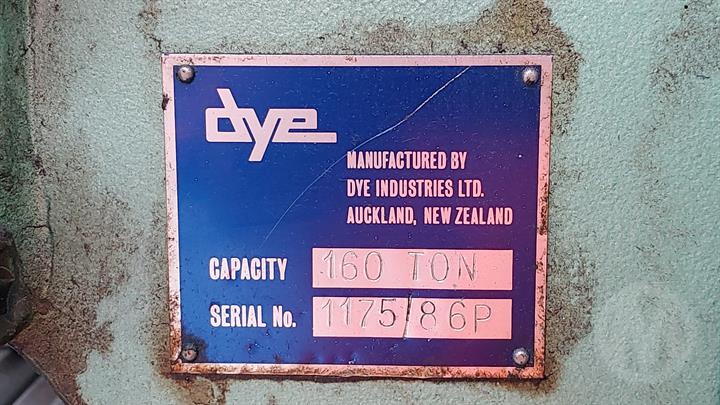 dye
MANUFACTURED BY
DYE INDUSTRIES LTD.
AUCKLAND, NEW ZEALAND
CAPACITY 160 TON
SERIAL No. 1175/86P